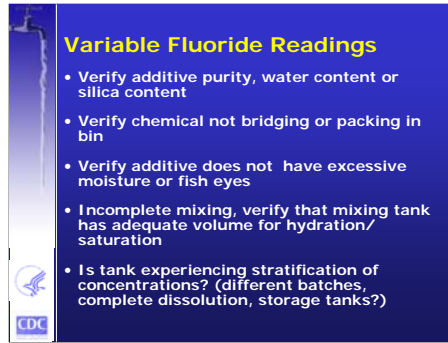 Variable Fluoride Readings
• Verify additive purity, water content or
silica content
• Verify chemical not bridging or packing in
bin
• Verify additive does not have excessive
moisture or fish eyes
• Incomplete mixing, verify that mixing tank
has adequate volume for hydration/
saturation
• Is tank experiencing stratification of
concentrations? (different batches,
complete dissolution, storage tanks?)
CDC